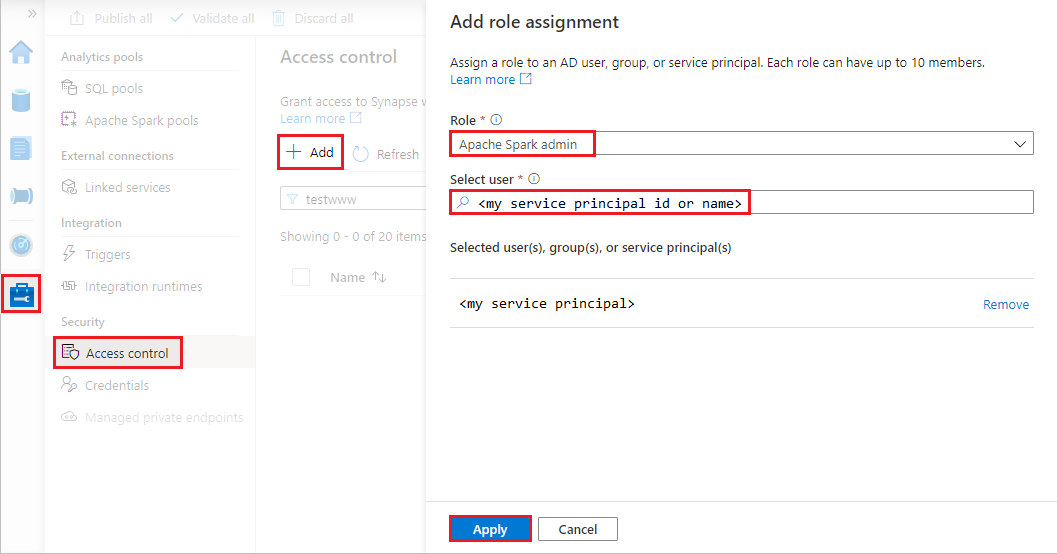 »
Publish all
Validate all
Discard all
Analytics pools
SQL pools
Apache Spark pools
External connections
Linked services
Integration
Triggers
Integration runtimes
Security
Access control
Credentials
Managed private endpoints
Access control
Grant access to Synapse w
Learn more
Add
Refresh
testwww
Showing 0 - 0 of 20 items
Name
Add role assignment
Assign a role to an AD user, group, or service principal. Each role can have up to 10 members.
Learn more
Role *
Apache Spark admin
Select user *
<my service principal id or name>
Selected user(s), group(s), or service principal(s)
<my service principal>
Remove
Apply
Cancel